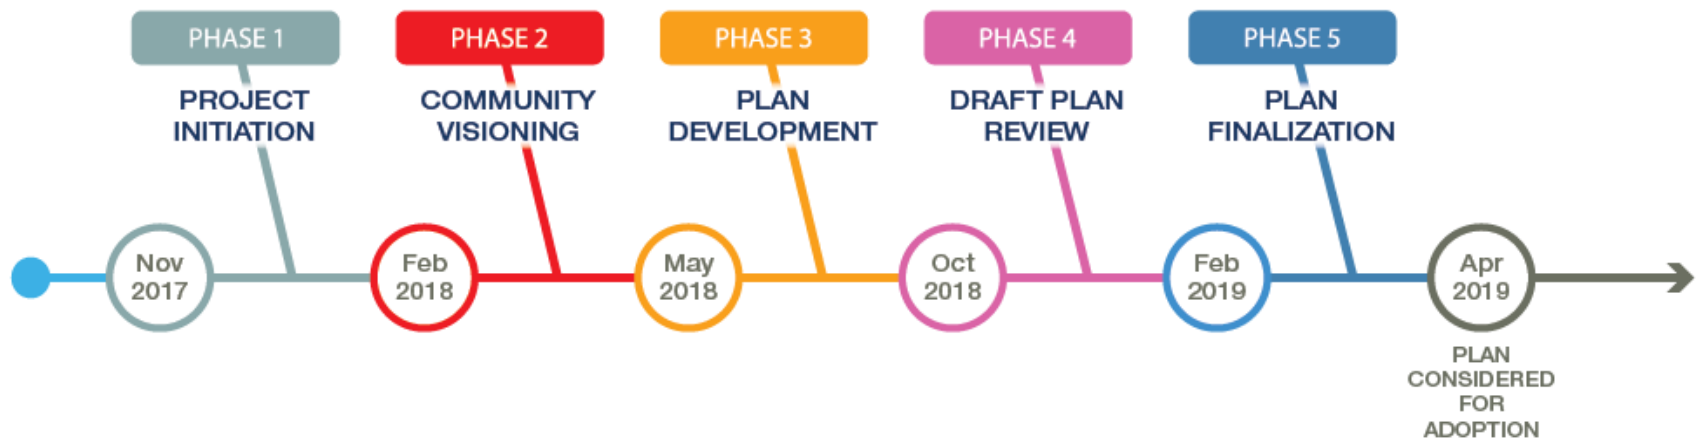 PHASE 1
PROJECT
INITIATION
PHASE 2
COMMUNITY
VISIONING
PHASE 3
PLAN
DEVELOPMENT
PHASE 4
DRAFT PLAN
REVIEW
PHASE 5
PLAN
FINALIZATION
Nov
2017
Feb
2018
May
2018
Oct
2018
Feb
2019
Apr
2019
PLAN
CONSIDERED
FOR
ADOPTION